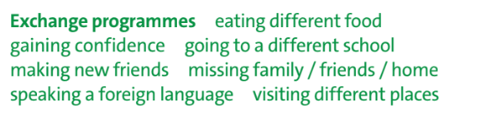 Exchange programmes eating different food
gaining confidence going to a different school
making new friends missing family / friends / home
speaking a foreign language visiting different places